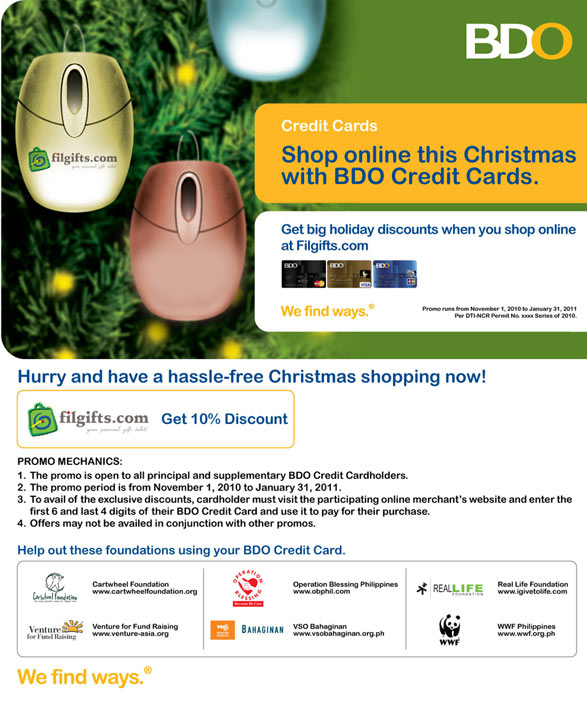 BDO
filgifts.com
your personal gift ideas
Credit Cards
Shop online this Christmas
with BDO Credit Cards.
Get big holiday discounts when you shop online
at Filgifts.com
BDO BDO BDO
VISA
We find ways.®
Promo runs from November 1, 2010 to January 31, 2011
Per DTI-NCR Permit No. xxxx Series of 2010.
Hurry and have a hassle-free Christmas shopping now!
filgifts.com Get 10% Discount
PROMO MECHANICS:
1. The promo is open to all principal and supplementary BDO Credit Cardholders.
2. The promo period is from November 1, 2010 to January 31, 2011.
3. To avail of the exclusive discounts, cardholder must visit the participating online merchant's website and enter the
first 6 and last 4 digits of their BDO Credit Card and use it to pay for their purchase.
4. Offers may not be availed in conjunction with other promos.
Help out these foundations using your BDO Credit Card.
Cartwheel Foundation
Cartwheel Foundation
www.cartwheelfoundation.org
OPERATION BLESSING
Because We Care
Operation Blessing Philippines
www.obphil.com
REAL LIFE
FOUNDATION
Real Life Foundation
www.igivetolife.com
Venture
for Fund Raising
Venture for Fund Raising
www.venture-asia.org
BAHAGINAN
VSO Bahaginan
www.vsobahaginan.org.ph
WWF
WWF Philippines
www.wwf.org.ph
We find ways.®